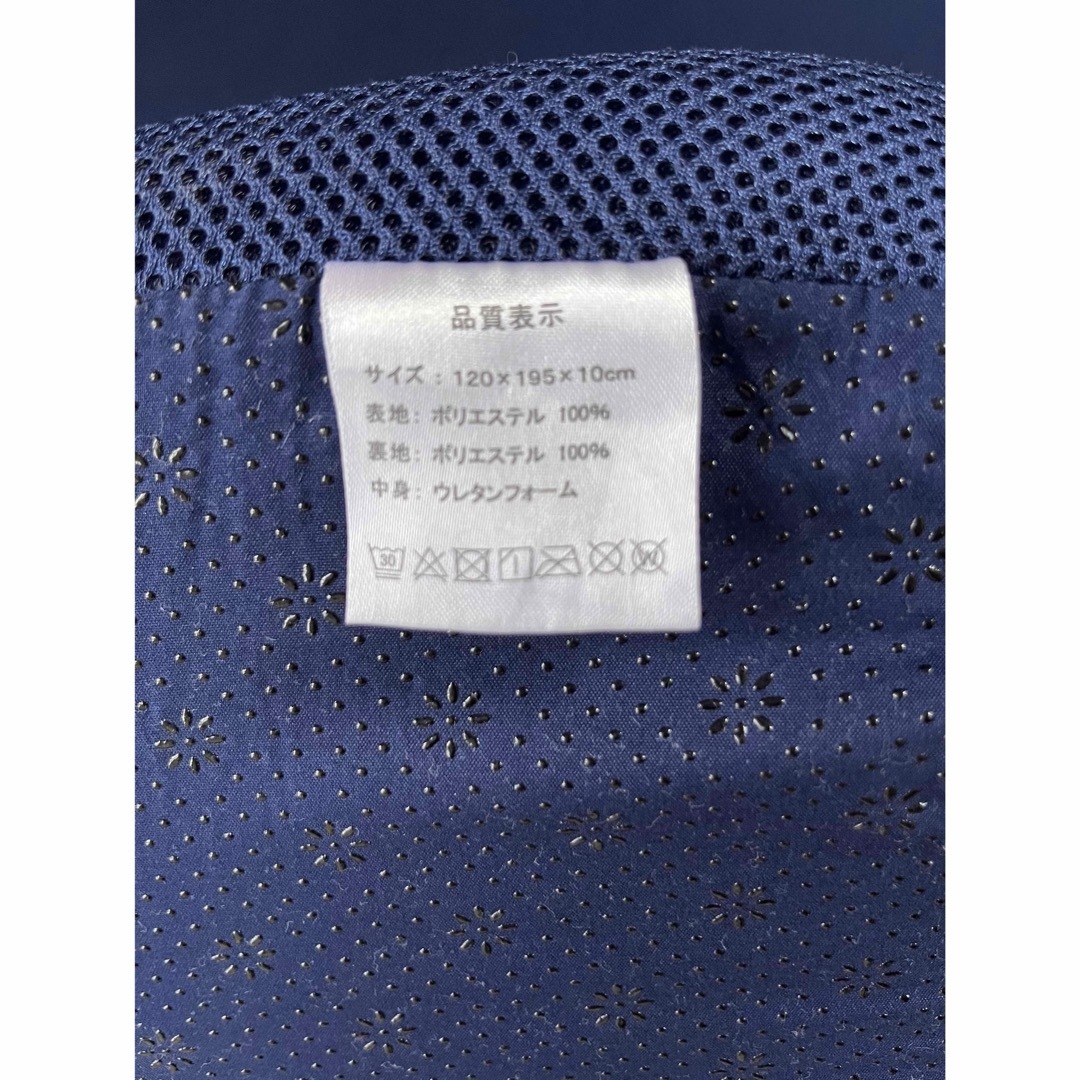 品質表示
サイズ : 120×195×10cm
表地: ポリエステル 100%
裏地: ポリエステル 100%
中身: ウレタンフォーム
30 W